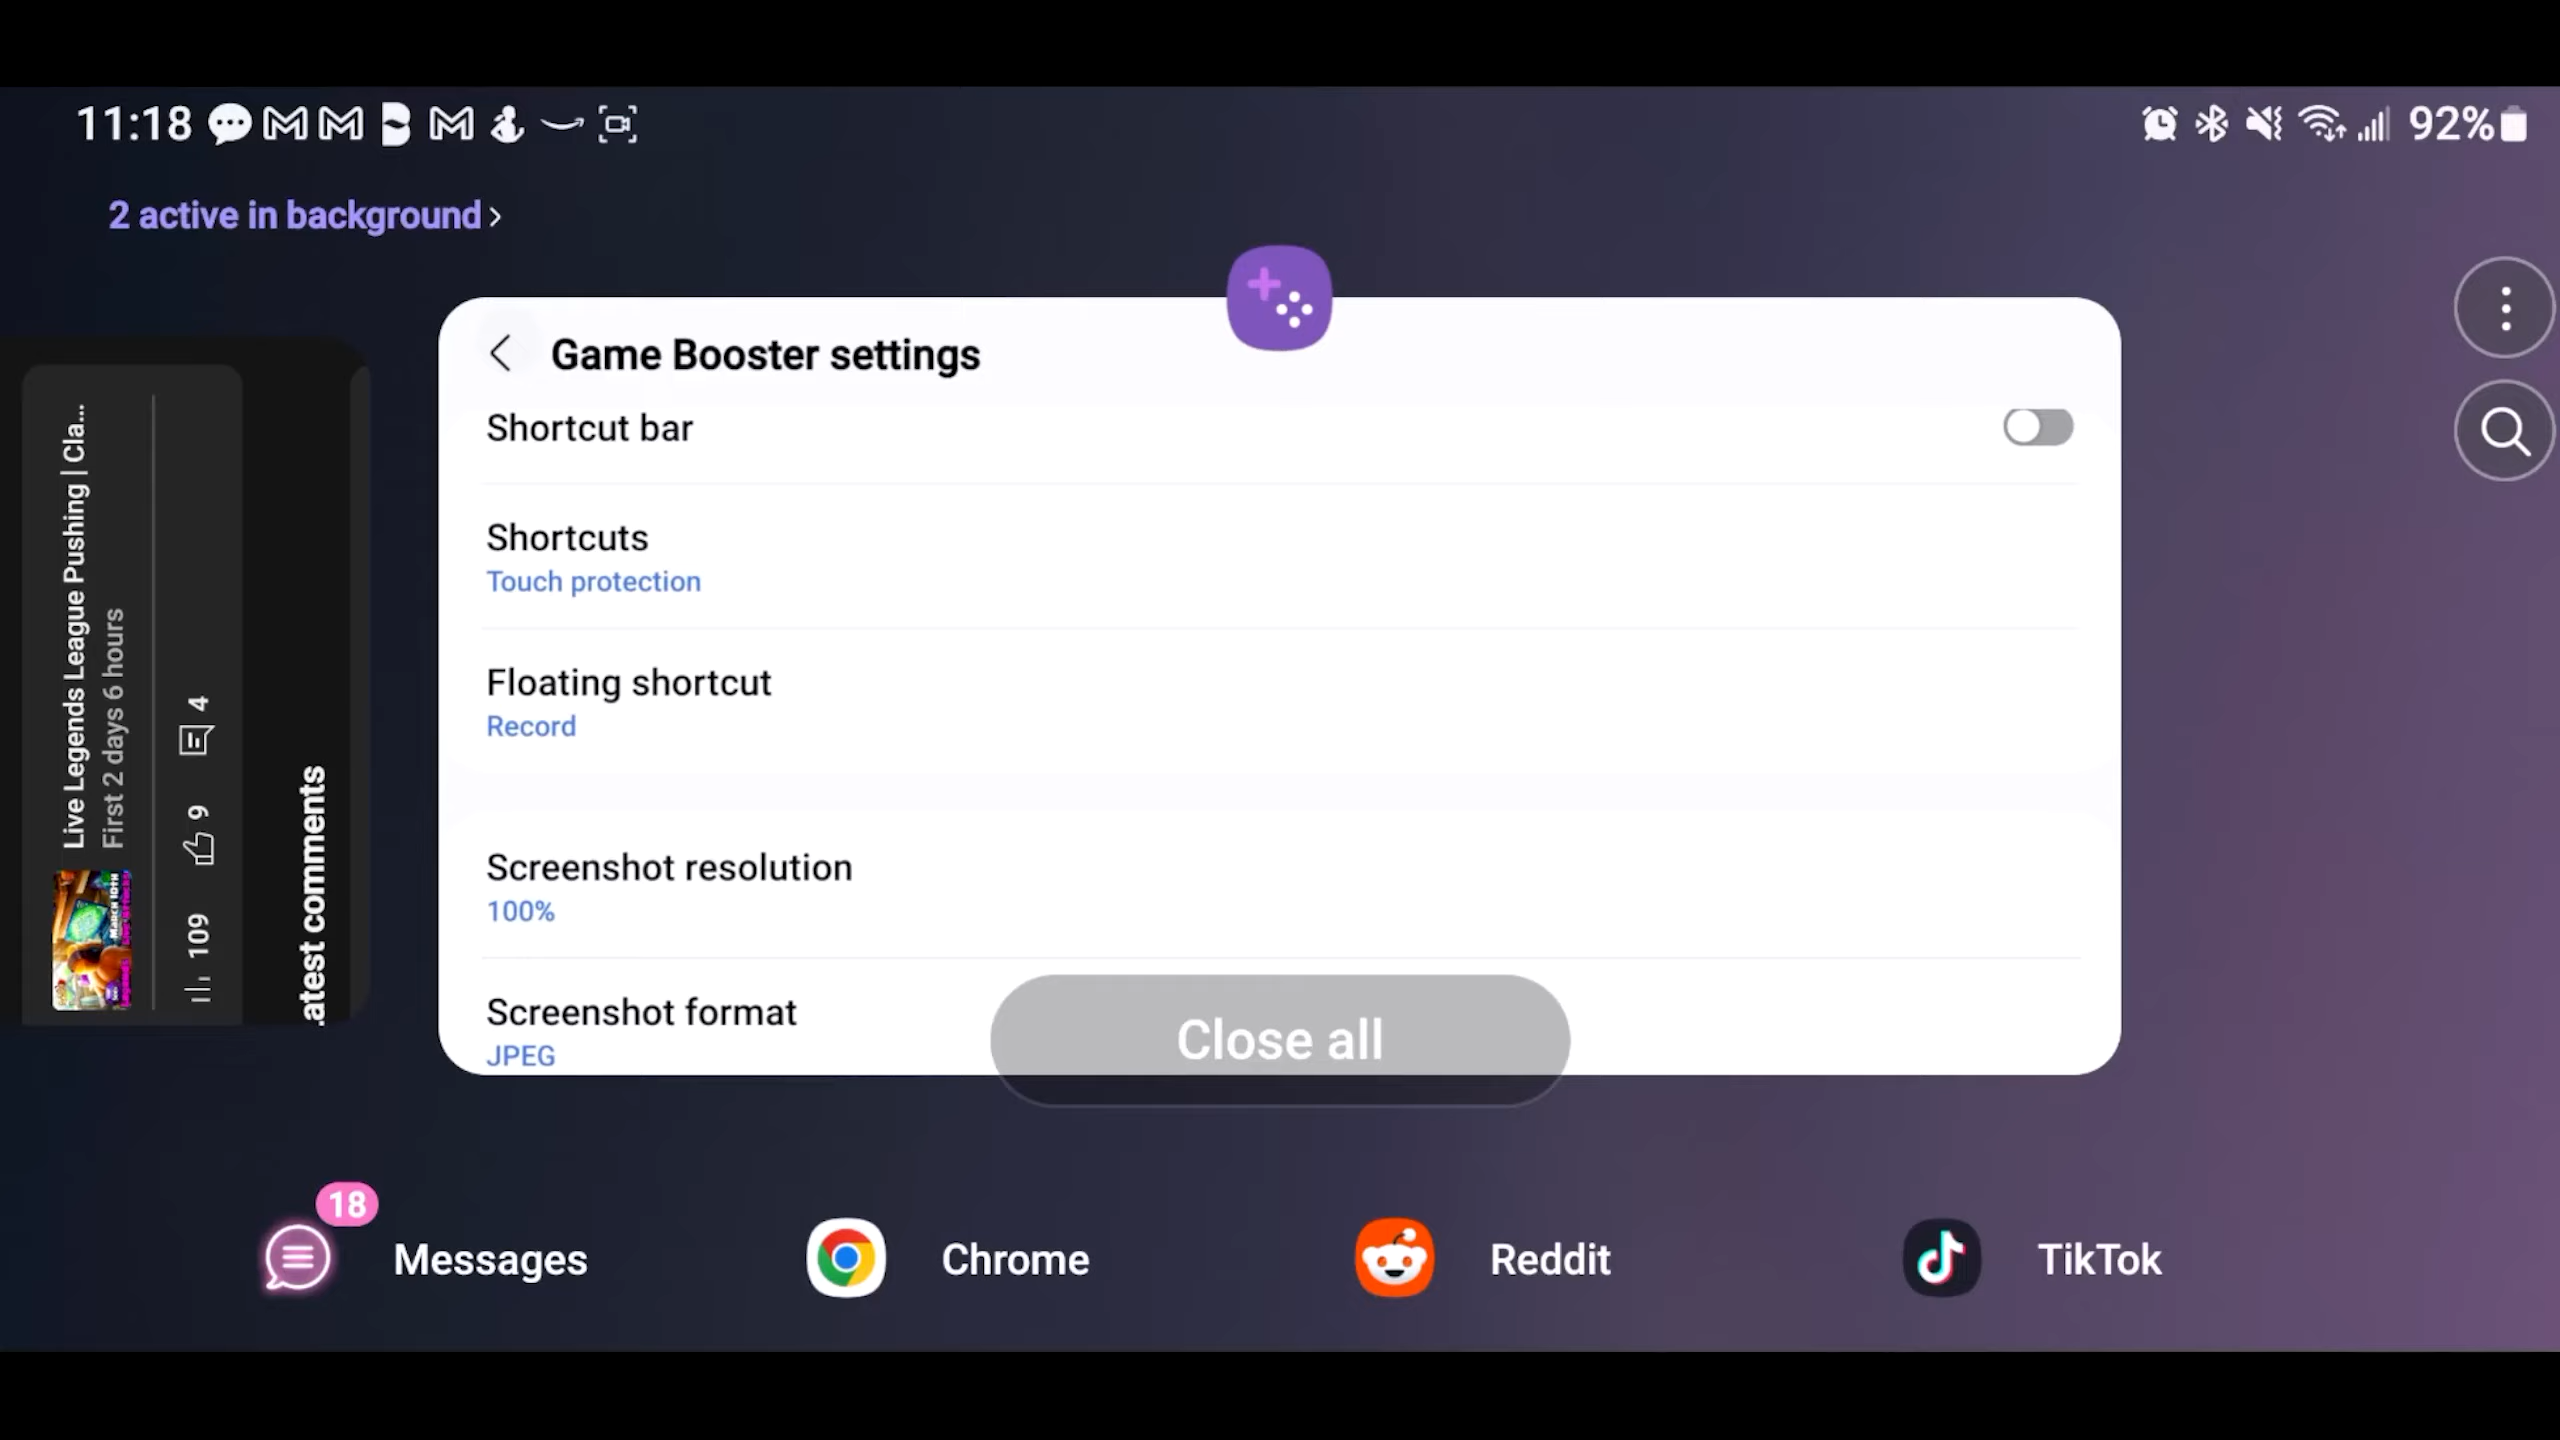 11:18
92%
2 active in background
Live Legends League Pushing | Cla...
First 2 days 6 hours
109 9 4
atest comments
Game Booster settings
Shortcut bar
Shortcuts
Touch protection
Floating shortcut
Record
Screenshot resolution
100%
Screenshot format
JPEG
Close all
18
Messages
Chrome
Reddit
TikTok